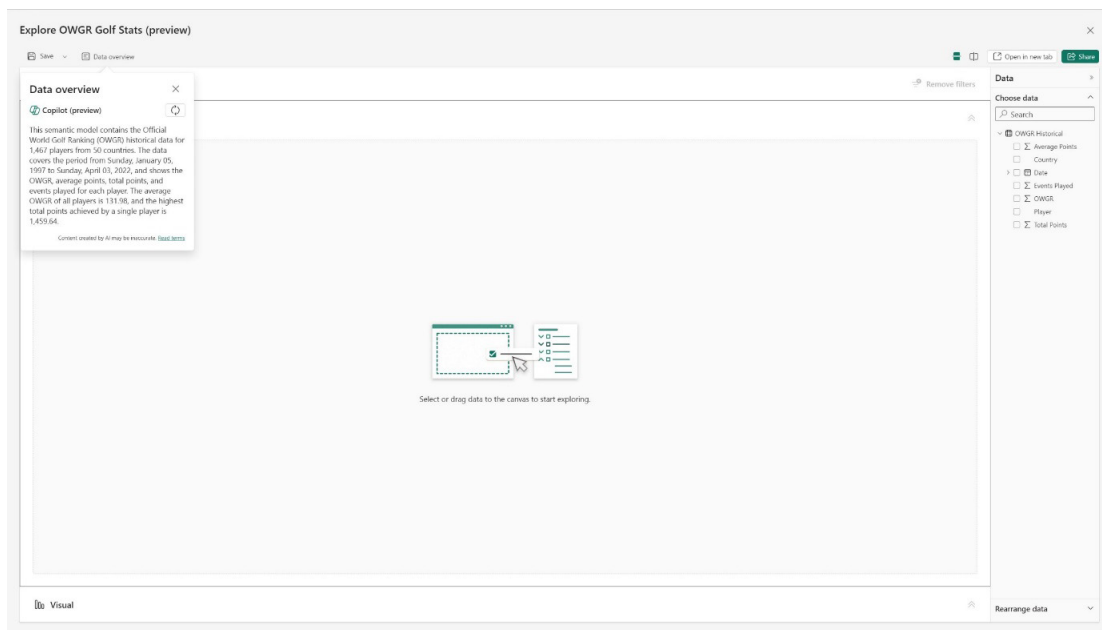 Explore OWGR Golf Stats (preview)
Save
Data overview
Open in new tab
Share
Data overview
Copilot (preview)
This semantic model contains the Official
World Golf Ranking (OWGR) historical data for
1,467 players from 50 countries. The data
covers the period from Sunday, January 05,
1997 to Sunday, April 03, 2022, and shows the
OWGR, average points, total points, and
events played for each player. The average
OWGR of all players is 131.98, and the highest
total points achieved by a single player is
1,459.64.
Content created by AI may be inaccurate. Read terms
Remove filters
Select or drag data to the canvas to start exploring.
Visual
Data
Choose data
Search
OWGR Historical
Average Points
Country
Date
Events Played
OWGR
Player
Total Points
Rearrange data